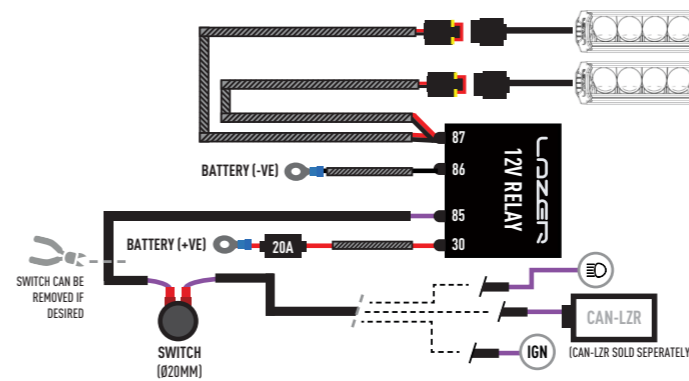 87
BATTERY (-VE)
86
LAZER
12V RELAY
85
BATTERY (+VE)
20A
30
SWITCH CAN BE
REMOVED IF
DESIRED
SWITCH
(Ø20MM)
CAN-LZR
IGN
(CAN-LZR SOLD SEPERATELY